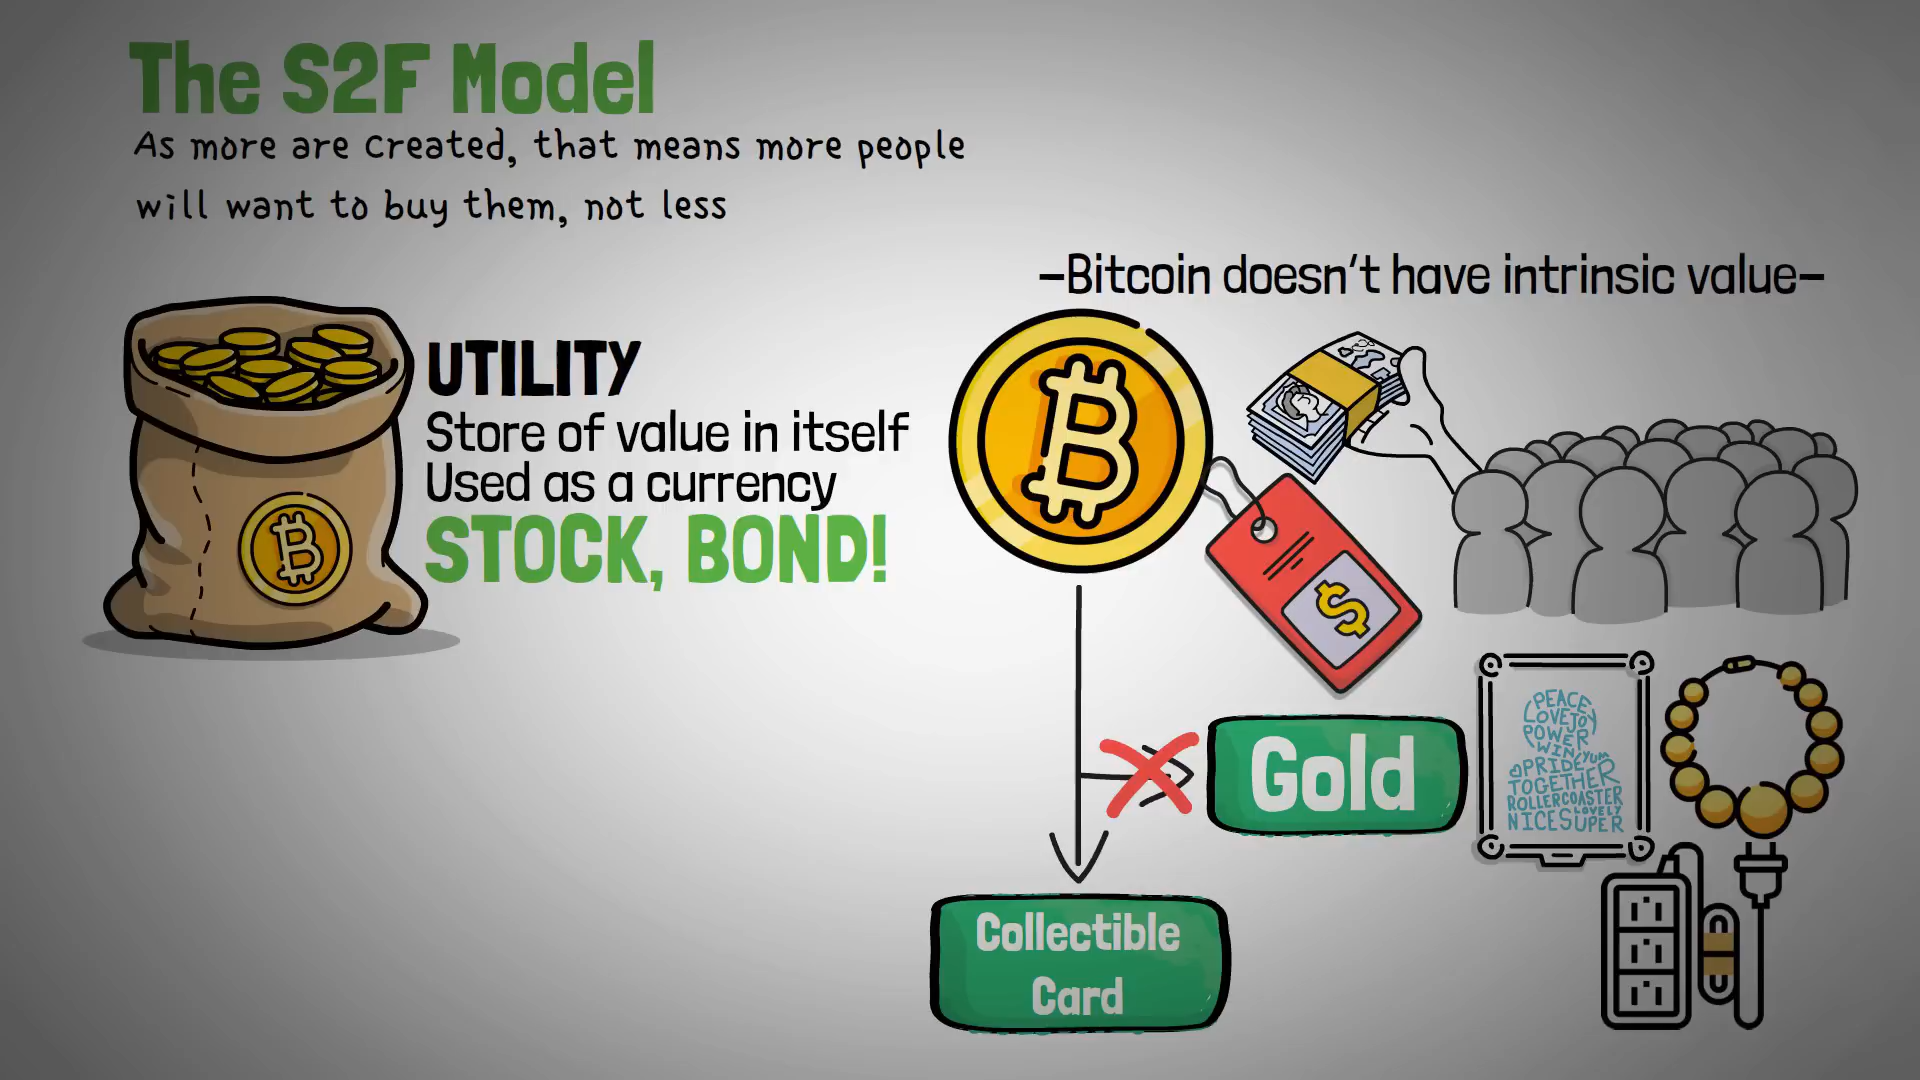 The S2F Model
As more are created, that means more people
will want to buy them, not less
-Bitcoin doesn't have intrinsic value-
UTILITY
Store of value in itself
Used as a currency
STOCK, BOND!
$
Gold
PEACE
LOVE JOY
POWER
WIN YUM
PRIDE
TOGETHER
ROLLERCOASTER
LOVELY
NICE SUPER
Collectible
Card